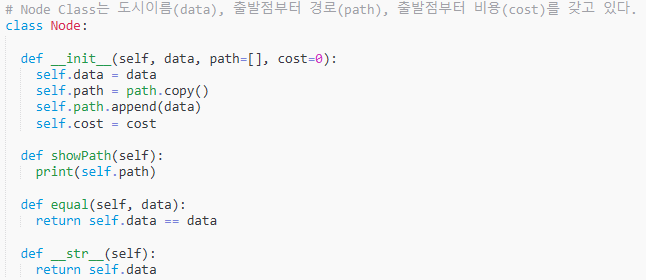 # Node Class는 도시이름(data), 출발점부터 경로(path), 출발점부터 비용(cost)를 갖고 있다.
class Node:
  def __init__(self, data, path=[], cost=0):
    self.data = data
    self.path = path.copy()
    self.path.append(data)
    self.cost = cost
  def showPath(self):
    print(self.path)
  def equal(self, data):
    return self.data == data
  def __str__(self):
    return self.data